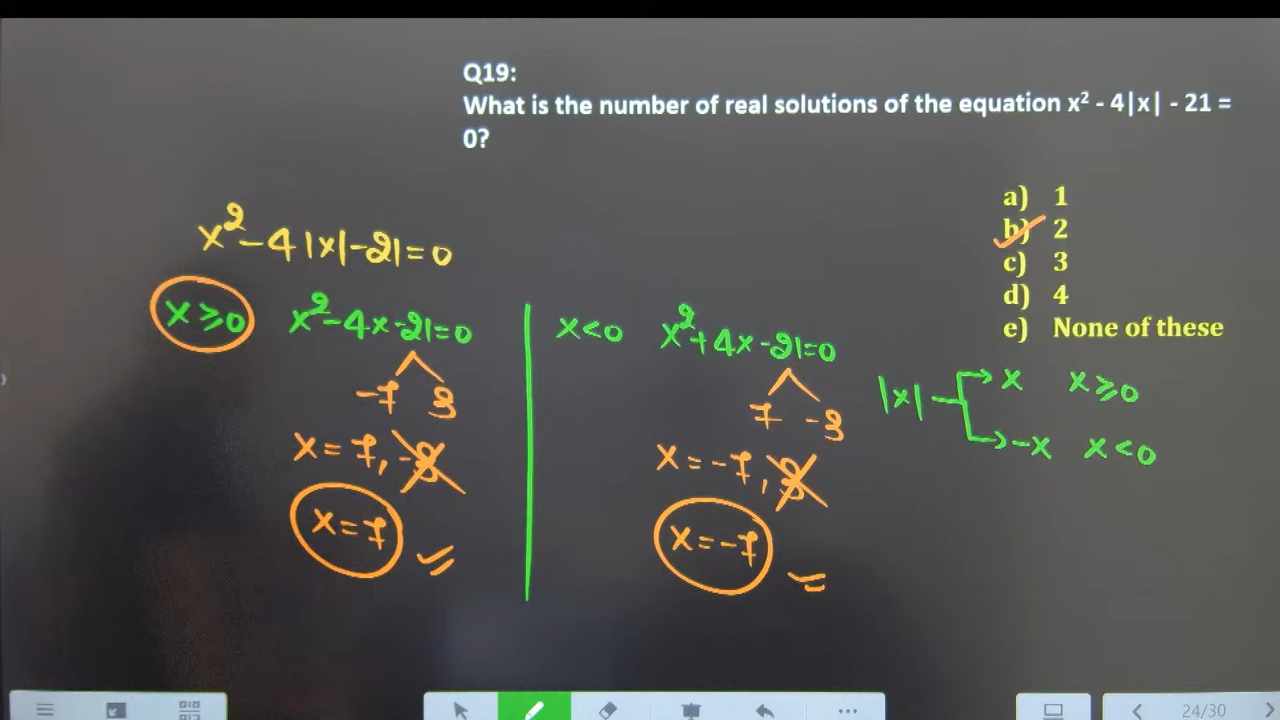 Q19:
What is the number of real solutions of the equation x² - 4|x| - 21 =
0?
a) 1
b) 2
c) 3
d) 4
e) None of these
x²-4|x|-21=0
x≥0 x²-4x-21=0
-7 3
x=7, -3
x=7
x<0 x²+4x-21=0
7 -3
x=-7, 3
x=-7
|x| → x x≥0
→ -x x<0
24/30